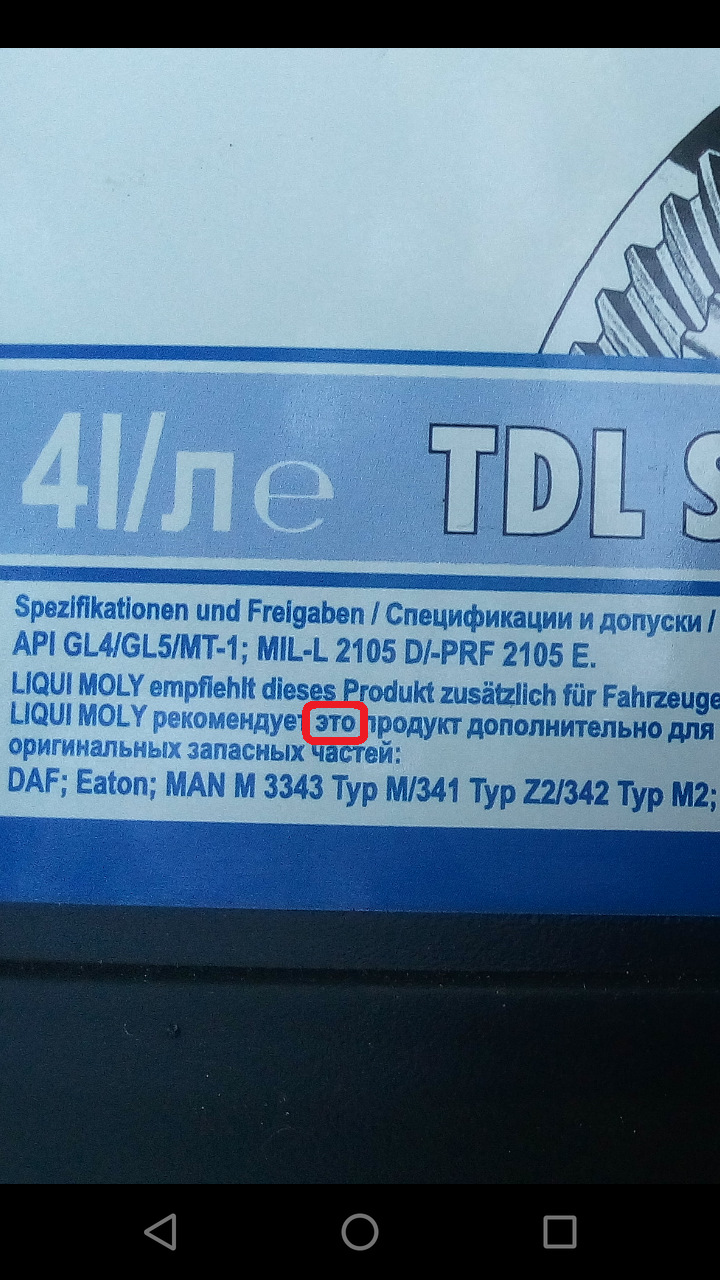 4l/л е
TDL S
Spezifikationen und Freigaben / Спецификации и допуски /
API GL4/GL5/MT-1; MIL-L 2105 D/-PRF 2105 E.
LIQUI MOLY empfiehlt dieses Produkt zusätzlich für Fahrzeuge
LIQUI MOLY рекомендует это продукт дополнительно для
оригинальных запасных частей:
DAF; Eaton; MAN M 3343 Typ M/341 Typ Z2/342 Typ M2;